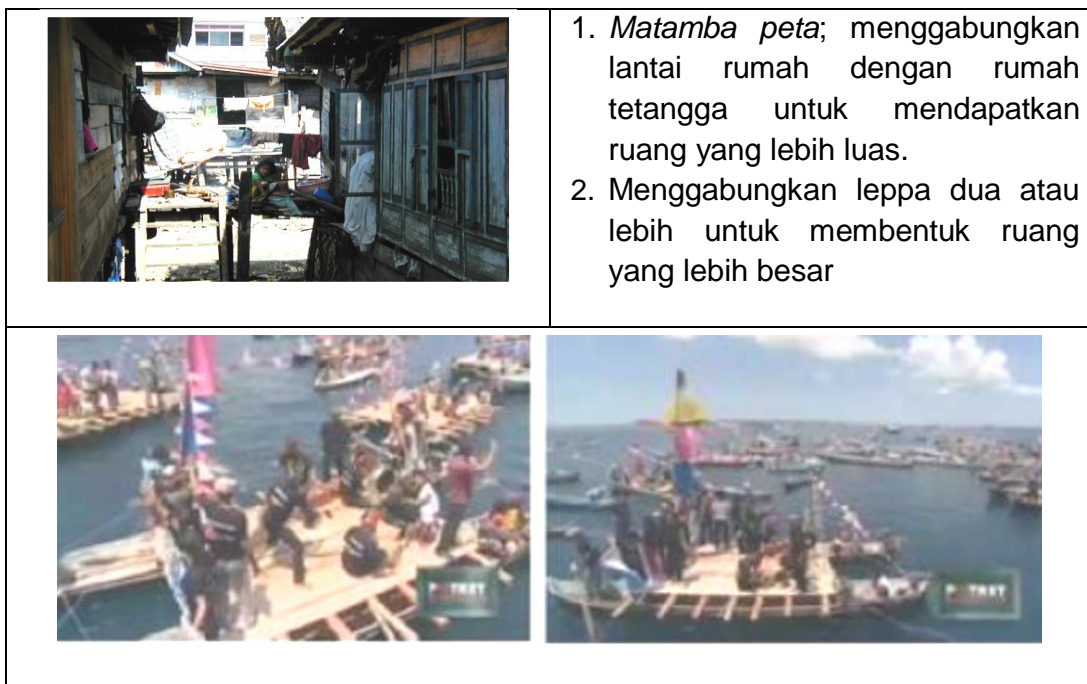 1. Matamba peta; menggabungkan
lantai rumah dengan rumah
tetangga untuk mendapatkan
ruang yang lebih luas.
2. Menggabungkan leppa dua atau
lebih untuk membentuk ruang
yang lebih besar